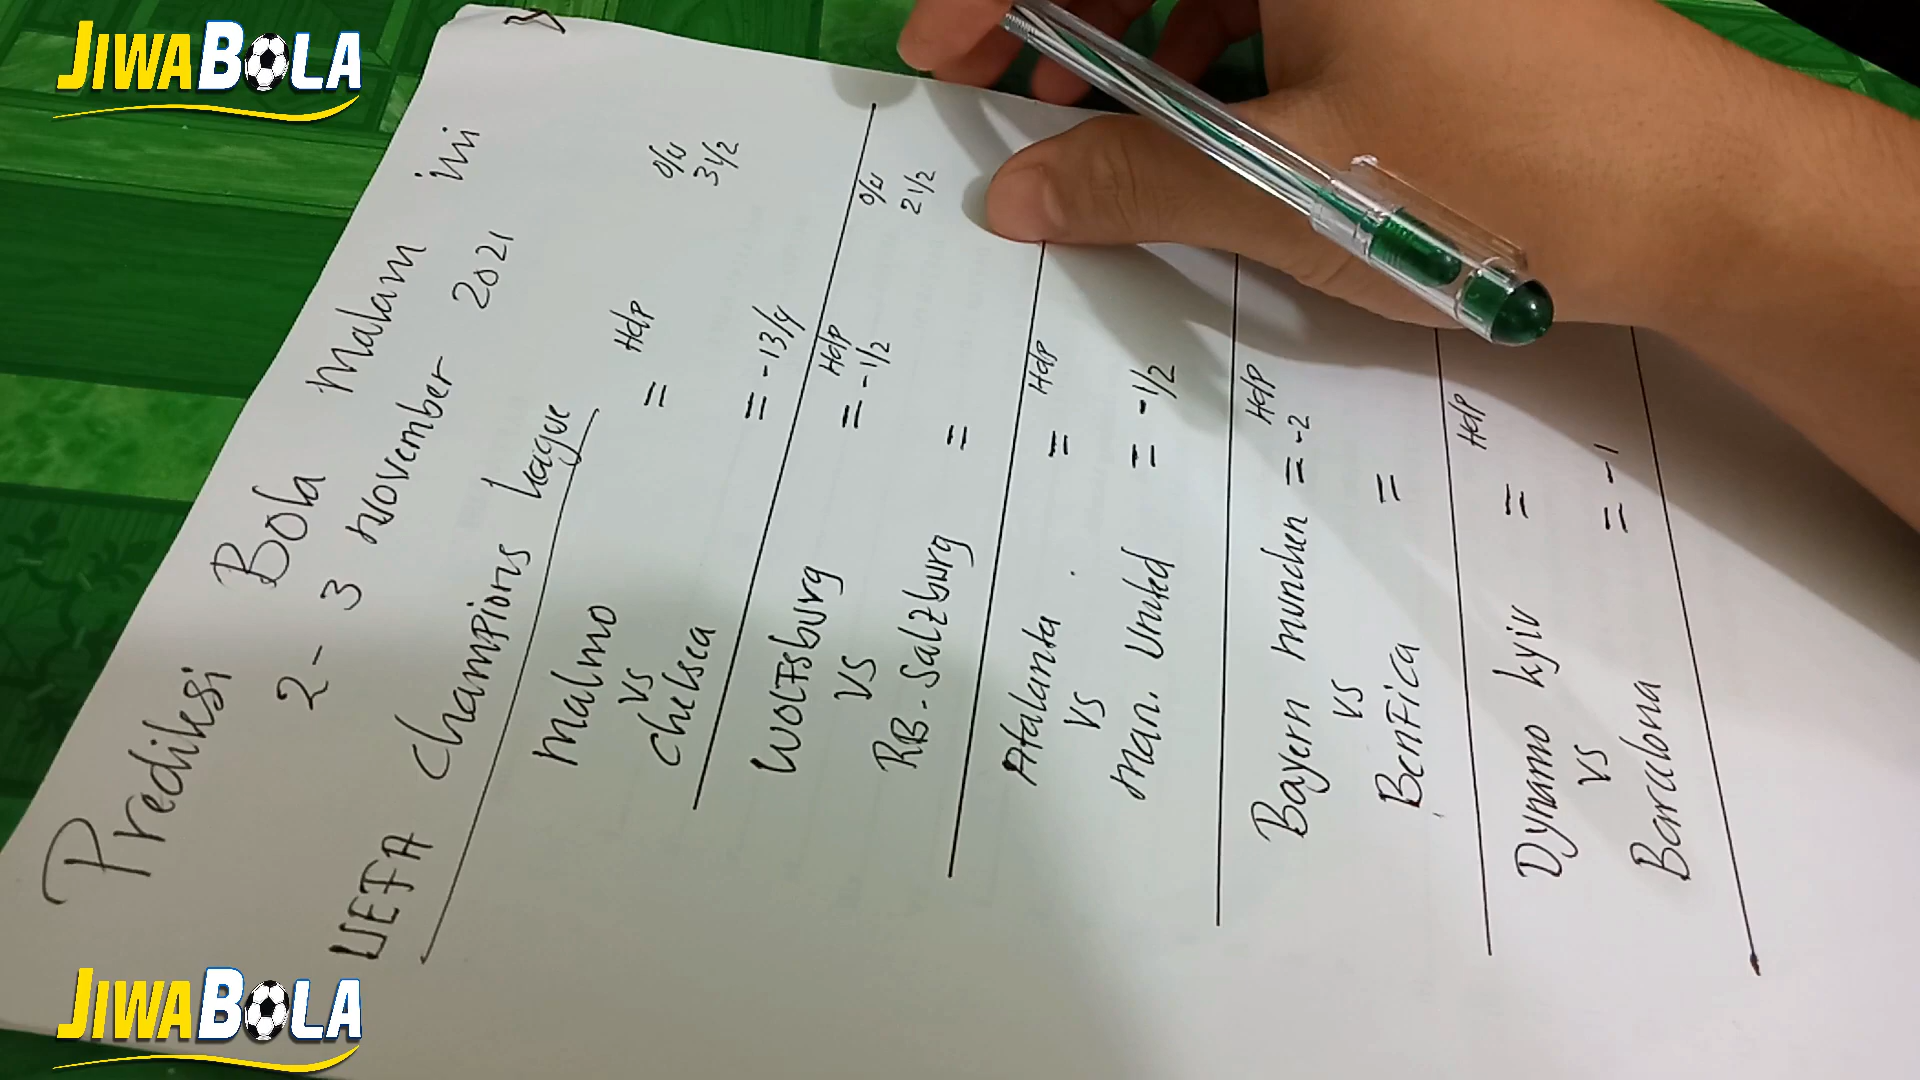 JIWABOLA
Prediksi Bola malam ini
2 - 3 november 2021
UEFA Champions League
Malmo = Hdp o/u
vs 3 1/2
Chelsea = - 1 3/4
Wolfsburg = - 1/2 Hdp o/u
vs 2 1/2
RB. Salzburg =
Atalanta = Hdp
vs
Man. United = - 1/2
Bayern munchen = - 2 Hdp
vs
Benfica =
Dynamo kyiv = Hdp
vs
Barcelona = - 1
JIWABOLA